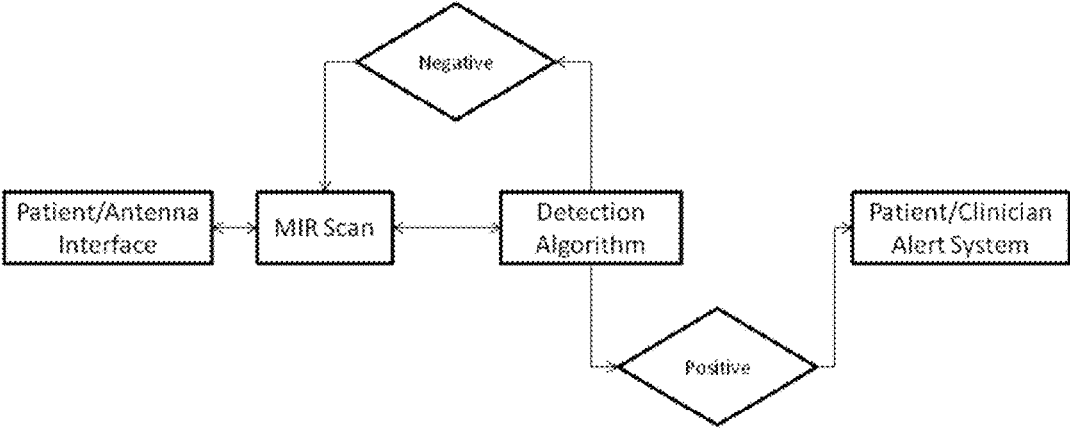 Negative
Patient/Antenna
Interface
MIR Scan
Detection
Algorithm
Patient/Clinician
Alert System
Positive